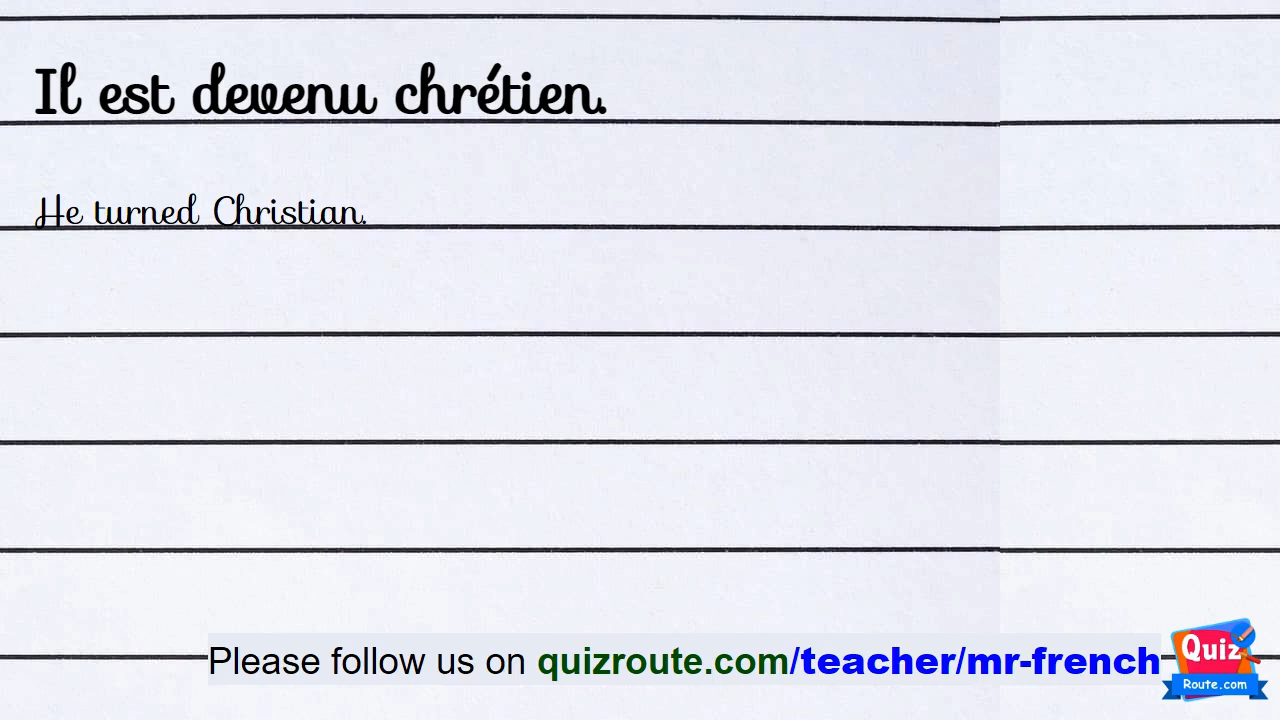 Il est devenu chrétien.
He turned Christian.
Please follow us on quizroute.com/teacher/mr-french
Quiz
Route.com